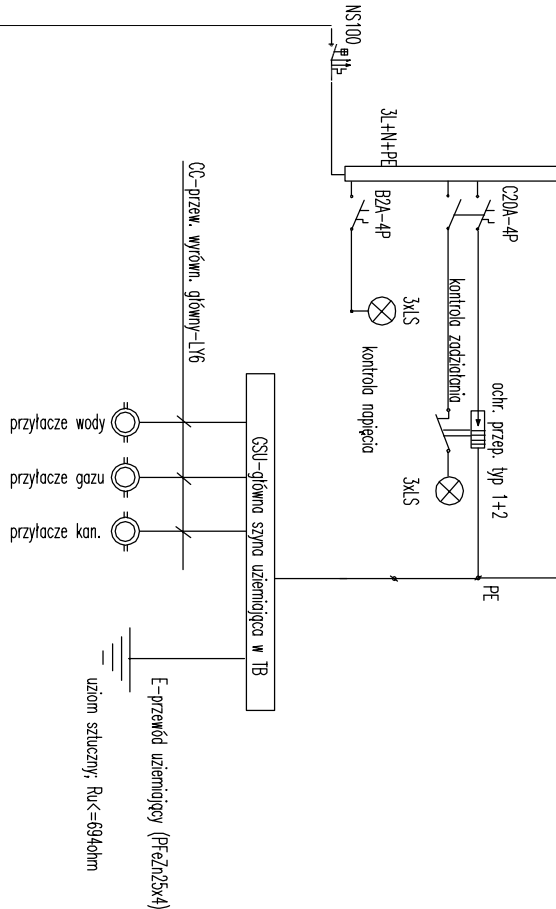 NS100
3L+N+PE
B2A-4P
C20A-4P
3xLS
kontrola napięcia
kontrola zadziałania
ochr. przep. typ 1+2
3xLS
PE
CC-przew. wyrówn. główny-LY6
GSU-główna szyna uziemiająca w TB
przyłacze wody
przyłacze gazu
przyłacze kan.
E-przewód uziemiający (PFeZn25x4)
uziom sztuczny; Ru<=694ohm